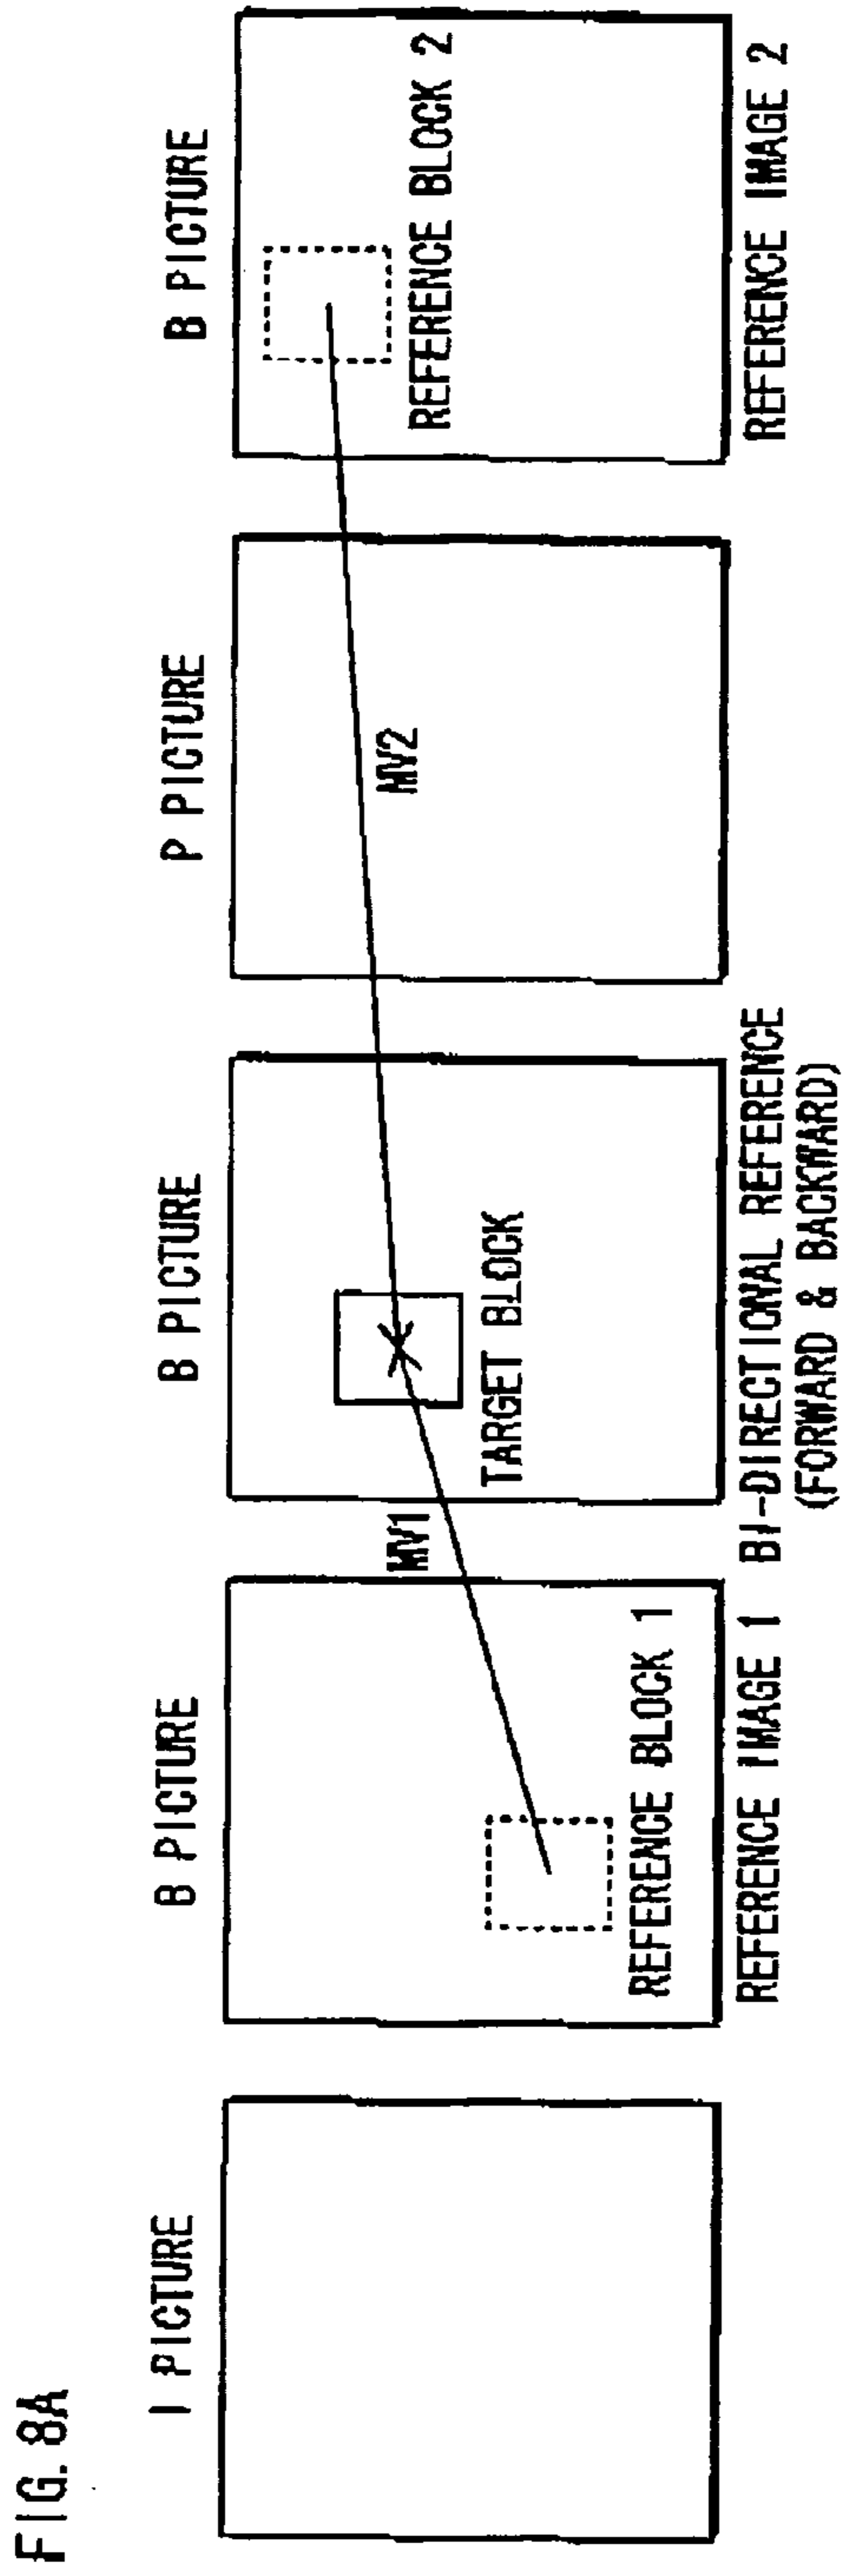 FIG. 8A
I PICTURE
B PICTURE
B PICTURE
P PICTURE
B PICTURE
MV1
MV2
TARGET BLOCK
REFERENCE BLOCK 1
REFERENCE BLOCK 2
REFERENCE IMAGE 1
BI-DIRECTIONAL REFERENCE
(FORWARD & BACKWARD)
REFERENCE IMAGE 2